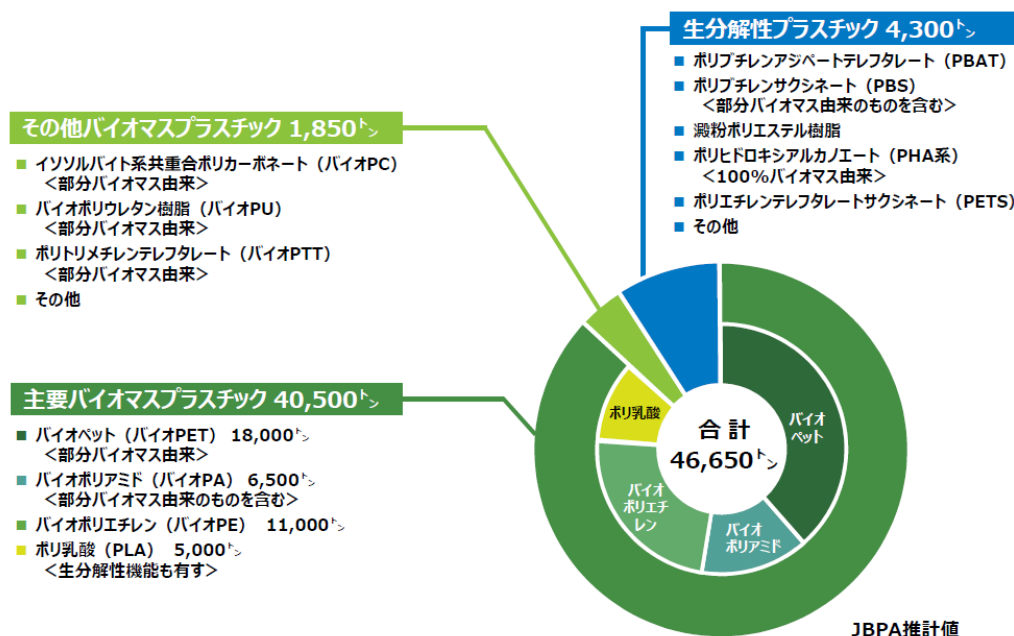 生分解性プラスチック 4,300トン
■ ポリブチレンアジペートテレフタレート（PBAT）
■ ポリブチレンサクシネート（PBS）
＜部分バイオマス由来のものを含む＞
■ 澱粉ポリエステル樹脂
■ ポリヒドロキシアルカノエート（PHA系）
＜100%バイオマス由来＞
■ ポリエチレンテレフタレートサクシネート（PETS）
■ その他
その他バイオマスプラスチック 1,850トン
■ イソソルバイト系共重合ポリカーボネート（バイオPC）
＜部分バイオマス由来＞
■ バイオポリウレタン樹脂（バイオPU）
＜部分バイオマス由来＞
■ ポリトリメチレンテレフタレート（バイオPTT）
＜部分バイオマス由来＞
■ その他
主要バイオマスプラスチック 40,500トン
■ バイオペット（バイオPET） 18,000トン
＜部分バイオマス由来＞
■ バイオポリアミド（バイオPA） 6,500トン
＜部分バイオマス由来のものを含む＞
■ バイオポリエチレン（バイオPE） 11,000トン
■ ポリ乳酸（PLA） 5,000トン
＜生分解性機能も有す＞
ポリ乳酸
バイオ
ペット
合 計
46,650トン
バイオ
ポリエチ
レン
バイオ
ポリアミド
JBPA推計値